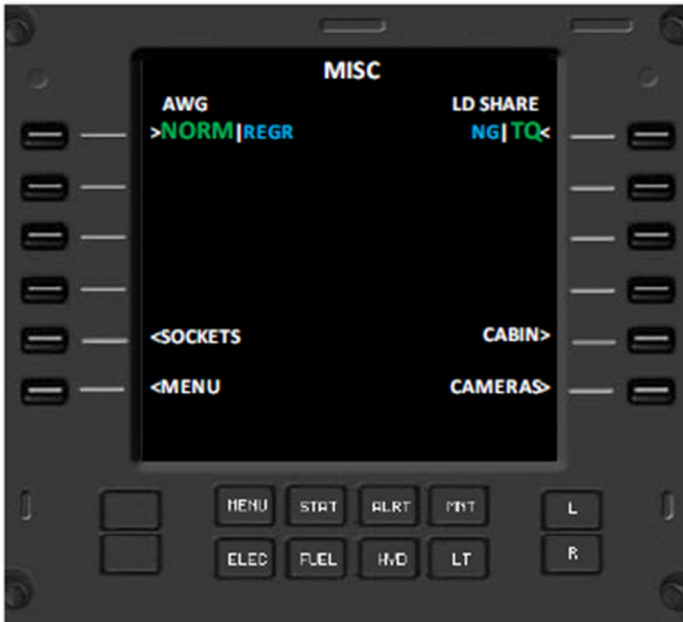 MISC
AWG LD SHARE
>NORM|REGR NG|TQ<
<SOCKETS CABIN>
<MENU CAMERAS>
MENU STAT ALRT MNT L
ELEC FUEL HYD LT R